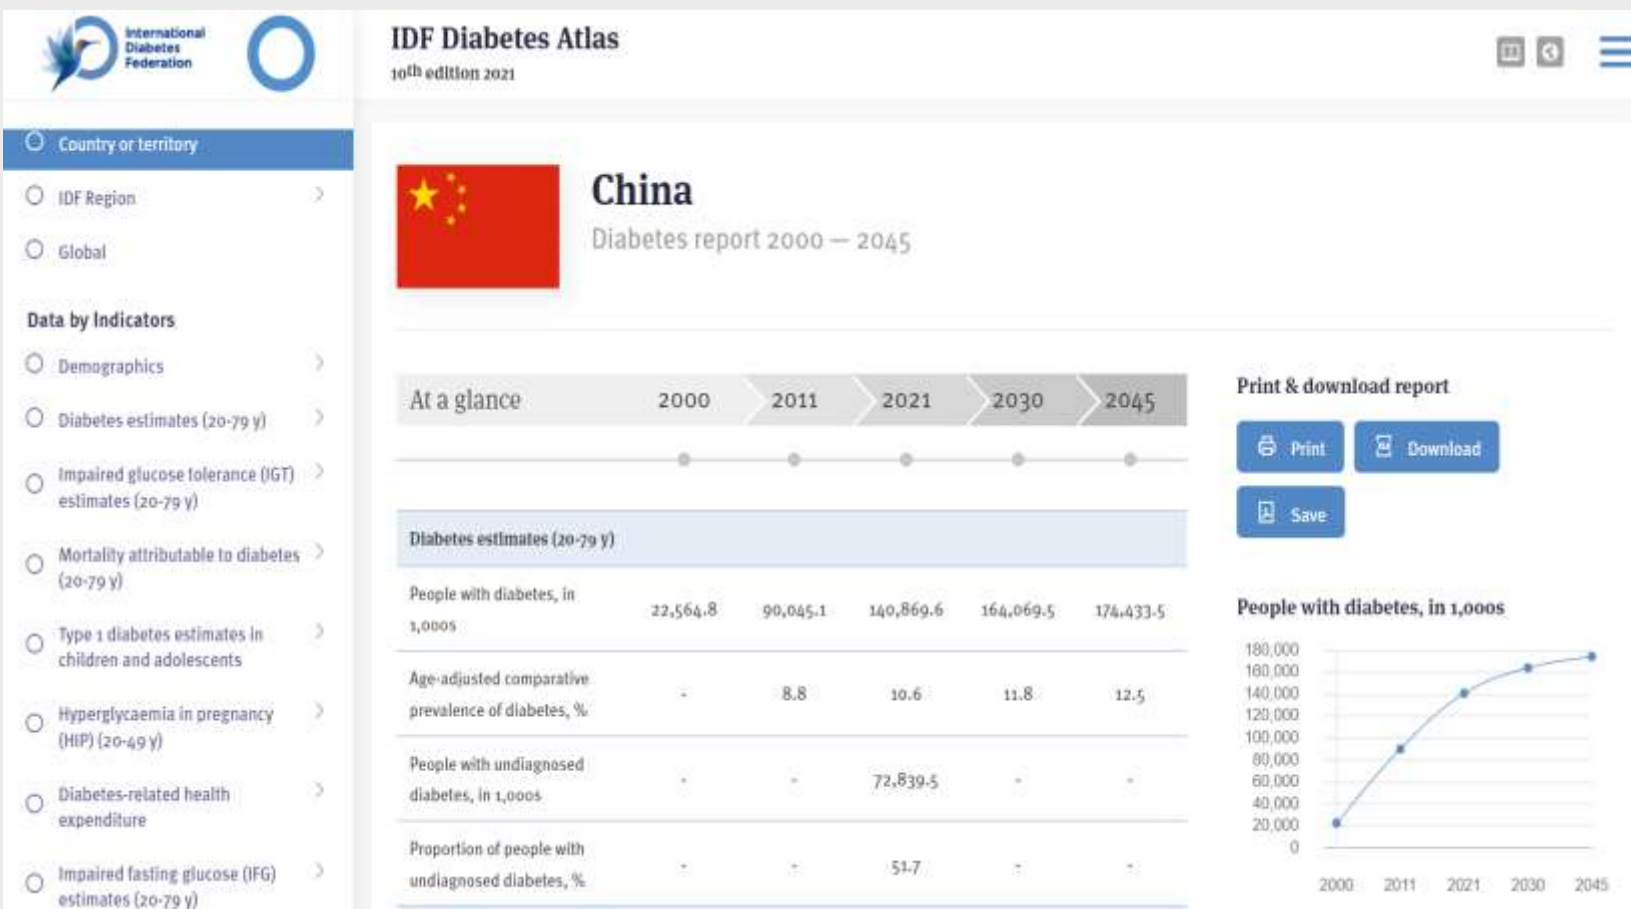 International
Diabetes
Federation
IDF Diabetes Atlas
10th edition 2021
Country or territory
IDF Region
Global
Data by Indicators
Demographics
Diabetes estimates (20-79 y)
Impaired glucose tolerance (IGT)
estimates (20-79 y)
Mortality attributable to diabetes
(20-79 y)
Type 1 diabetes estimates in
children and adolescents
Hyperglycaemia in pregnancy
(HIP) (20-49 y)
Diabetes-related health
expenditure
Impaired fasting glucose (IFG)
estimates (20-79 y)
China
Diabetes report 2000 — 2045
At a glance 2000 2011 2021 2030 2045
Diabetes estimates (20-79 y)
People with diabetes, in
1,000s 22,564.8 90,045.1 140,869.6 164,069.5 174,433.5
Age-adjusted comparative
prevalence of diabetes, % - 8.8 10.6 11.8 12.5
People with undiagnosed
diabetes, in 1,000s - - 72,839.5 - -
Proportion of people with
undiagnosed diabetes, % - - 51.7 - -
Print & download report
Print Download
Save
People with diabetes, in 1,000s
180,000
160,000
140,000
120,000
100,000
80,000
60,000
40,000
20,000
0
2000 2011 2021 2030 2045